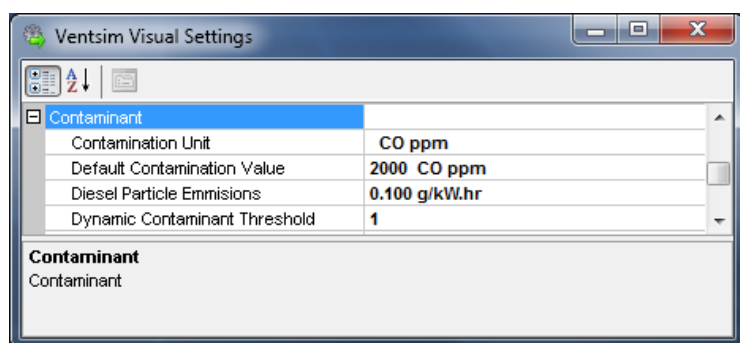 Ventsim Visual Settings
Contaminant
Contamination Unit CO ppm
Default Contamination Value 2000 CO ppm
Diesel Particle Emmisions 0.100 g/kW.hr
Dynamic Contaminant Threshold 1
Contaminant
Contaminant